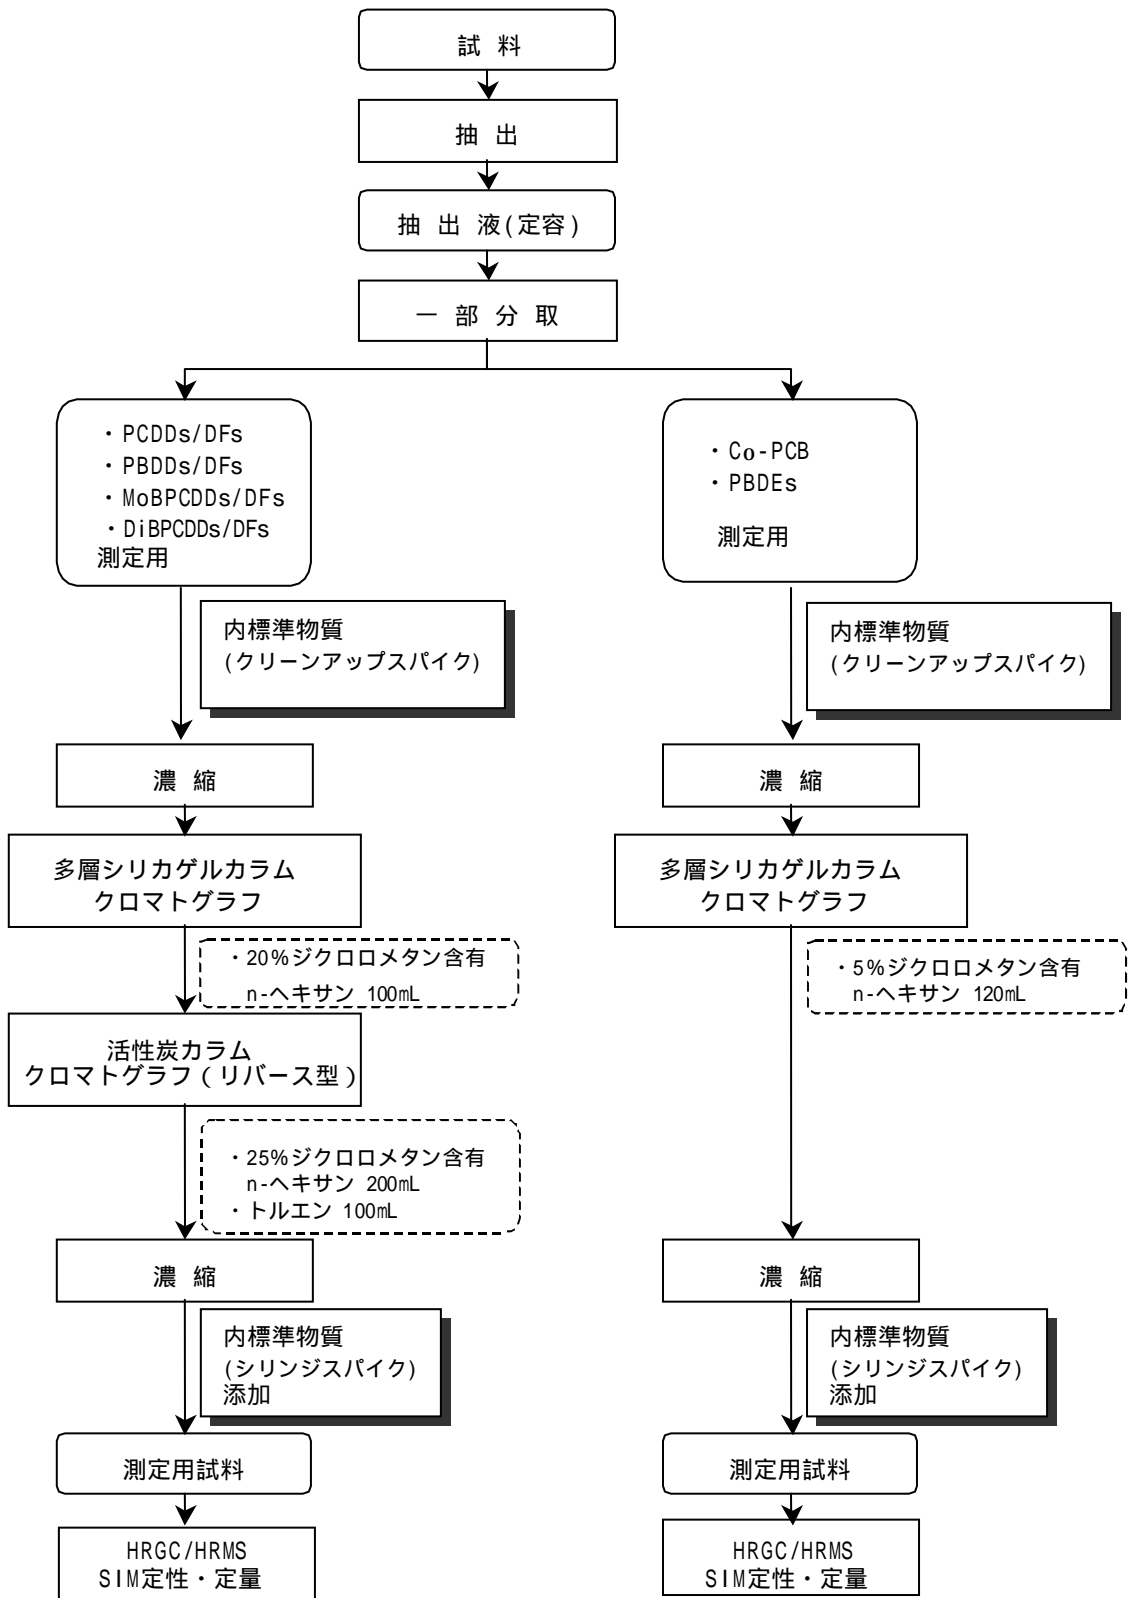 試 料
抽 出
抽 出 液(定容)
一 部 分 取
・PCDDs/DFs
・PBDDs/DFs
・MoBPCDDs/DFs
・DiBPCDDs/DFs
測定用
・Co-PCB
・PBDEs
測定用
内標準物質
(クリーンアップスパイク)
内標準物質
(クリーンアップスパイク)
濃 縮
濃 縮
多層シリカゲルカラム
クロマトグラフ
多層シリカゲルカラム
クロマトグラフ
・20%ジクロロメタン含有
n-ヘキサン 100mL
・5%ジクロロメタン含有
n-ヘキサン 120mL
活性炭カラム
クロマトグラフ（リバース型）
・25%ジクロロメタン含有
n-ヘキサン 200mL
・トルエン 100mL
濃 縮
濃 縮
内標準物質
(シリンジスパイク)
添加
内標準物質
(シリンジスパイク)
添加
測定用試料
測定用試料
HRGC/HRMS
SIM定性・定量
HRGC/HRMS
SIM定性・定量